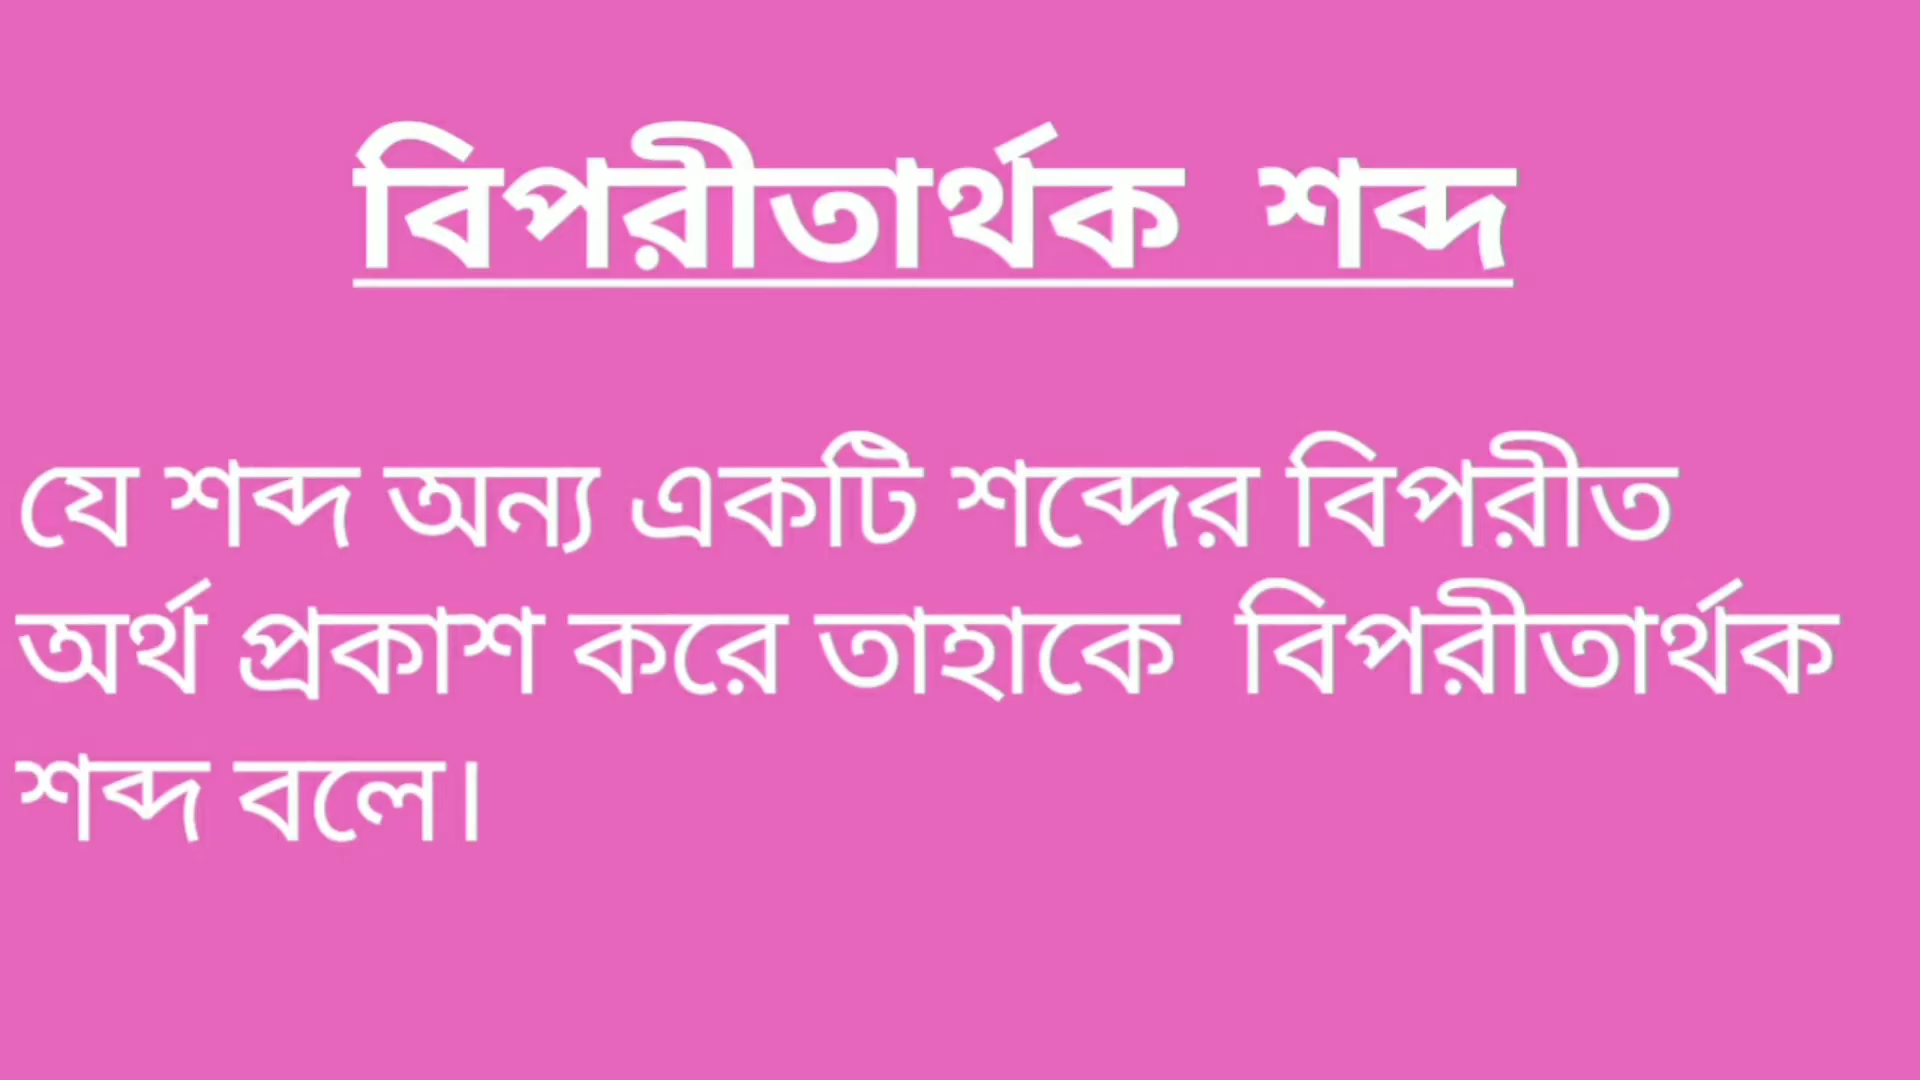 বিপরীতার্থক শব্দ
যে শব্দ অন্য একটি শব্দের বিপরীত
অর্থ প্রকাশ করে তাহাকে বিপরীতার্থক
শব্দ বলে।